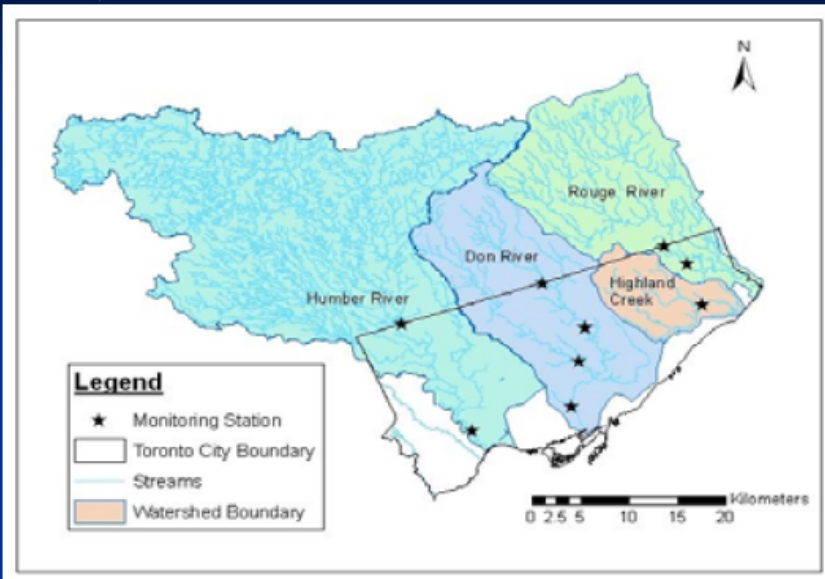 N
Rouge River
Don River
Highland
Creek
Humber River
Legend
Monitoring Station
Toronto City Boundary
Streams
Watershed Boundary
Kilometers
0 2.5 5 10 15 20